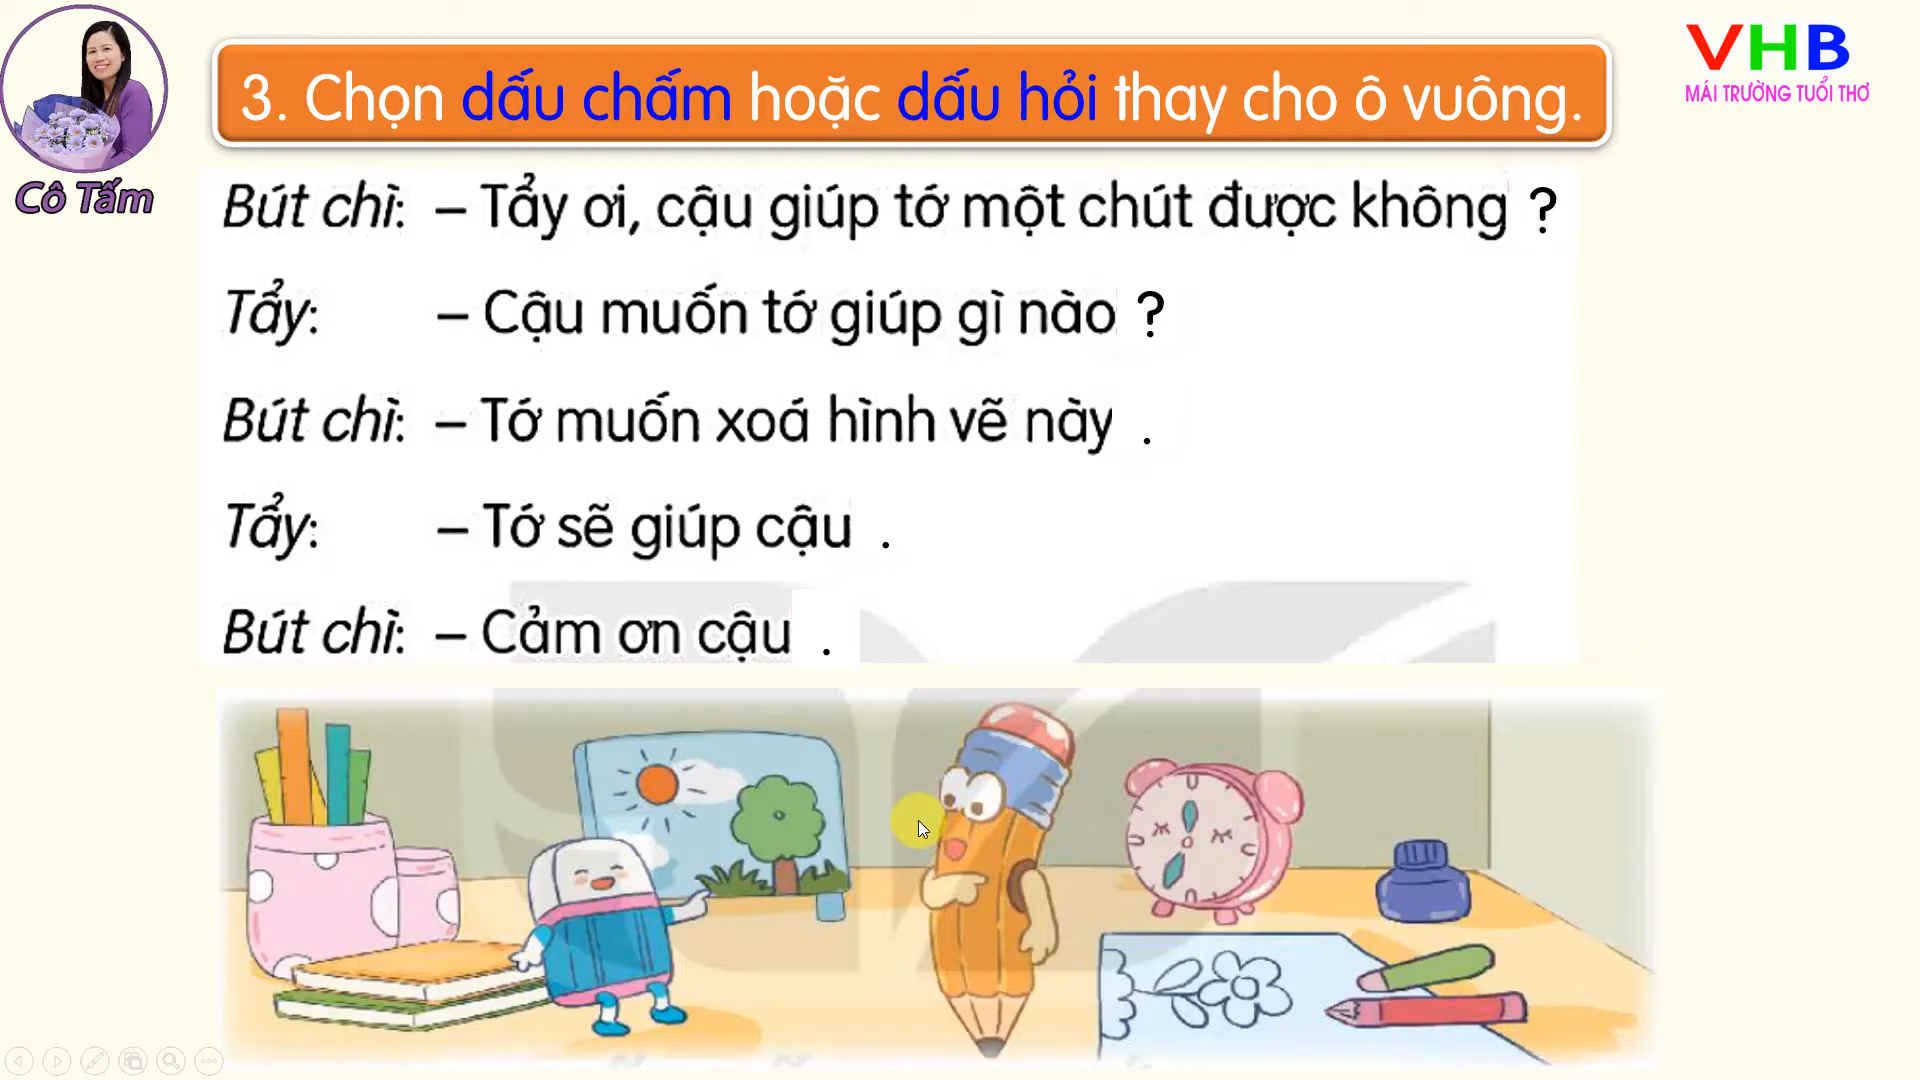 VHB
MÁI TRƯỜNG TUỔI THƠ
Cô Tấm
3. Chọn dấu chấm hoặc dấu hỏi thay cho ô vuông.
Bút chì: – Tẩy ơi, cậu giúp tớ một chút được không ?
Tẩy: – Cậu muốn tớ giúp gì nào ?
Bút chì: – Tớ muốn xoá hình vẽ này .
Tẩy: – Tớ sẽ giúp cậu .
Bút chì: – Cảm ơn cậu .